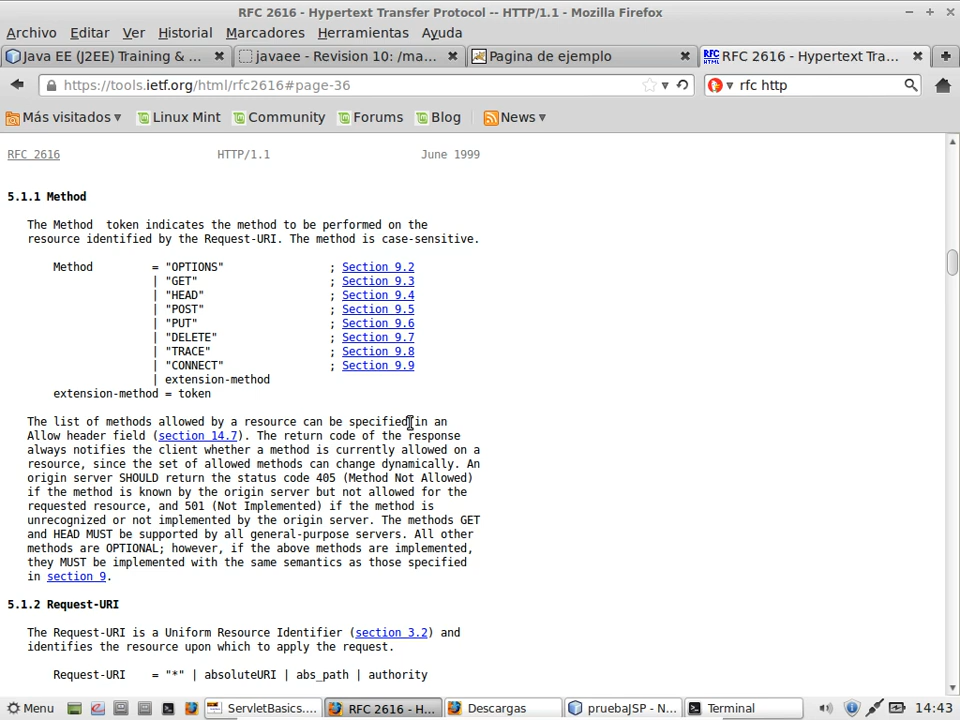 RFC 2616 - Hypertext Transfer Protocol -- HTTP/1.1 - Mozilla Firefox
Archivo Editar Ver Historial Marcadores Herramientas Ayuda
Java EE (J2EE) Training & ... javaee - Revision 10: /ma... Pagina de ejemplo RFC 2616 - Hypertext Tra...
https://tools.ietf.org/html/rfc2616#page-36 rfc http
Más visitados Linux Mint Community Forums Blog News
RFC 2616 HTTP/1.1 June 1999
5.1.1 Method
The Method  token indicates the method to be performed on the
resource identified by the Request-URI. The method is case-sensitive.
Method = "OPTIONS" ; Section 9.2
| "GET" ; Section 9.3
| "HEAD" ; Section 9.4
| "POST" ; Section 9.5
| "PUT" ; Section 9.6
| "DELETE" ; Section 9.7
| "TRACE" ; Section 9.8
| "CONNECT" ; Section 9.9
| extension-method
extension-method = token
The list of methods allowed by a resource can be specified in an
Allow header field (section 14.7). The return code of the response
always notifies the client whether a method is currently allowed on a
resource, since the set of allowed methods can change dynamically. An
origin server SHOULD return the status code 405 (Method Not Allowed)
if the method is known by the origin server but not allowed for the
requested resource, and 501 (Not Implemented) if the method is
unrecognized or not implemented by the origin server. The methods GET
and HEAD MUST be supported by all general-purpose servers. All other
methods are OPTIONAL; however, if the above methods are implemented,
they MUST be implemented with the same semantics as those specified
in section 9.
5.1.2 Request-URI
The Request-URI is a Uniform Resource Identifier (section 3.2) and
identifies the resource upon which to apply the request.
Request-URI = "*" | absoluteURI | abs_path | authority
Menu ServletBasics.... RFC 2616 - H... Descargas pruebaJSP - N... Terminal 14:43